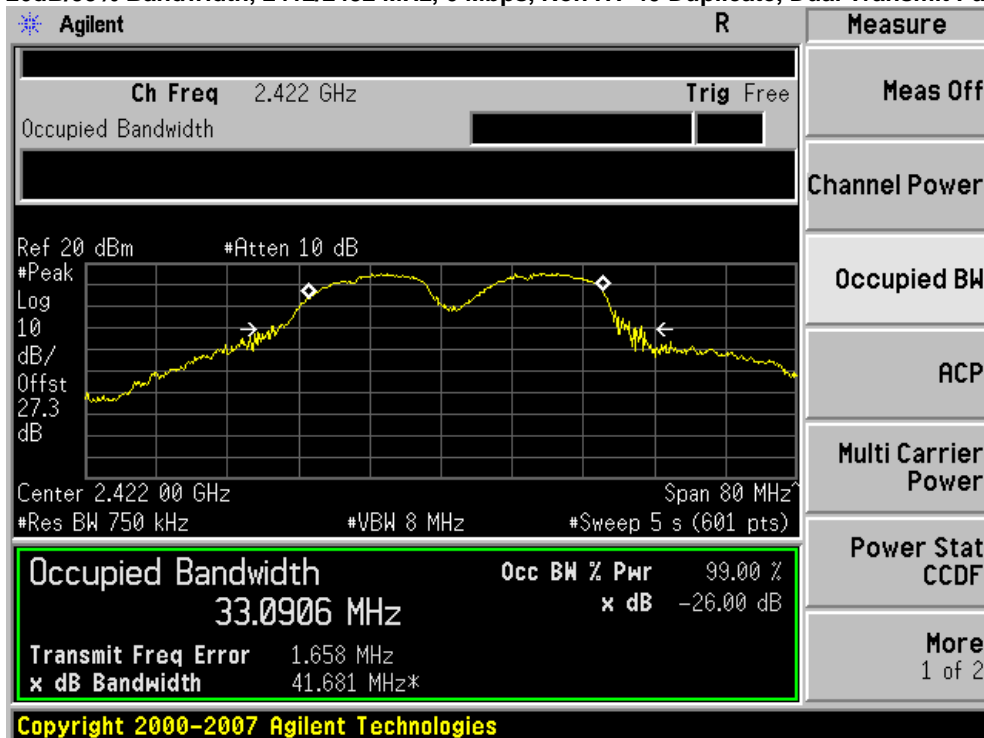 Agilent R Measure
Ch Freq 2.422 GHz Trig Free
Occupied Bandwidth
Meas Off
Channel Power
Occupied BW
ACP
Multi Carrier
Power
Power Stat
CCDF
More
1 of 2
Ref 20 dBm #Atten 10 dB
#Peak
Log
10
dB/
Offst
27.3
dB
Center 2.422 00 GHz Span 80 MHz^
#Res BW 750 kHz #VBW 8 MHz #Sweep 5 s (601 pts)
Occupied Bandwidth Occ BW % Pwr 99.00 %
33.0906 MHz x dB -26.00 dB
Transmit Freq Error 1.658 MHz
x dB Bandwidth 41.681 MHz*
Copyright 2000-2007 Agilent Technologies